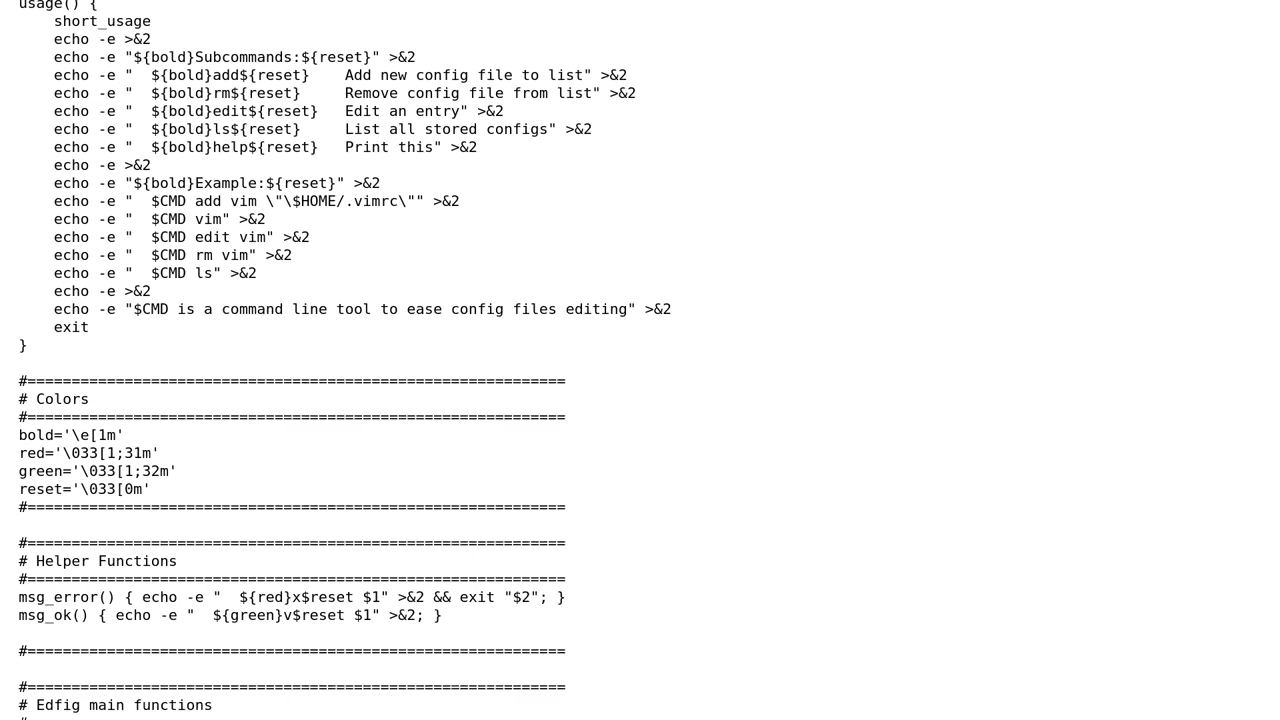 usage() {
    short_usage
    echo -e >&2
    echo -e "${bold}Subcommands:${reset}" >&2
    echo -e "  ${bold}add${reset}    Add new config file to list" >&2
    echo -e "  ${bold}rm${reset}     Remove config file from list" >&2
    echo -e "  ${bold}edit${reset}   Edit an entry" >&2
    echo -e "  ${bold}ls${reset}     List all stored configs" >&2
    echo -e "  ${bold}help${reset}   Print this" >&2
    echo -e >&2
    echo -e "${bold}Example:${reset}" >&2
    echo -e "  $CMD add vim \"\$HOME/.vimrc\"" >&2
    echo -e "  $CMD vim" >&2
    echo -e "  $CMD edit vim" >&2
    echo -e "  $CMD rm vim" >&2
    echo -e "  $CMD ls" >&2
    echo -e >&2
    echo -e "$CMD is a command line tool to ease config files editing" >&2
    exit
}

#=============================================================
# Colors
#=============================================================
bold='\e[1m'
red='\033[1;31m'
green='\033[1;32m'
reset='\033[0m'
#=============================================================

#=============================================================
# Helper Functions
#=============================================================
msg_error() { echo -e "  ${red}x$reset $1" >&2 && exit "$2"; }
msg_ok() { echo -e "  ${green}v$reset $1" >&2; }

#=============================================================

#=============================================================
# Edfig main functions